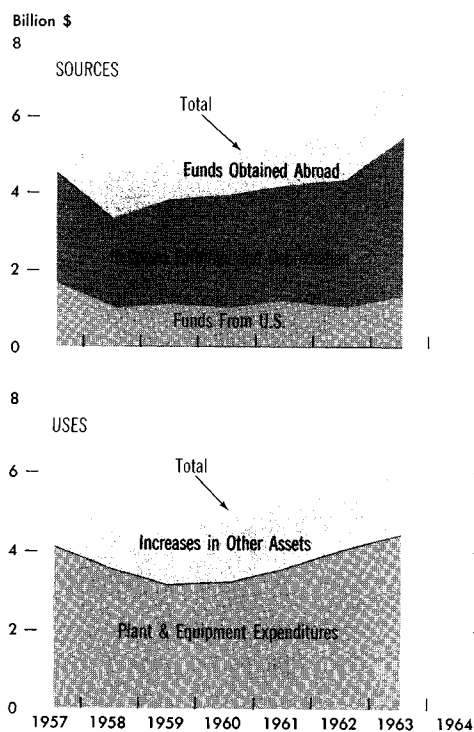 Billion $
8
SOURCES
Total
6
Funds Obtained Abroad
4
2
Funds From U.S.
0
8
USES
6
Total
Increases in Other Assets
4
Plant & Equipment Expenditures
2
0
1957 1958 1959 1960 1961 1962 1963 1964